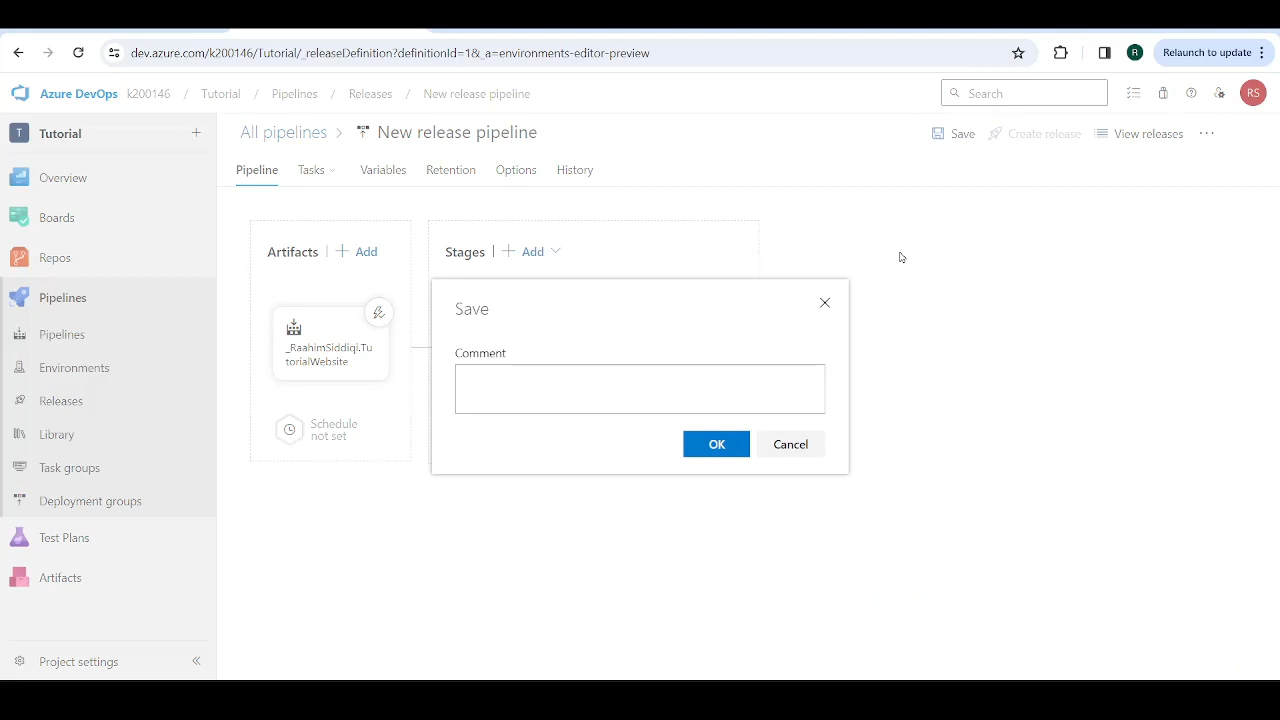 dev.azure.com/k200146/Tutorial/_releaseDefinition?definitionId=1&_a=environments-editor-preview
R
Relaunch to update
Azure DevOps k200146 / Tutorial / Pipelines / Releases / New release pipeline
Search
RS
T Tutorial
All pipelines > New release pipeline
Save Create release View releases ...
Pipeline Tasks Variables Retention Options History
Overview
Boards
Repos
Pipelines
Pipelines
Environments
Releases
Library
Task groups
Deployment groups
Test Plans
Artifacts
Project settings
Artifacts | + Add
Stages | + Add
_RaahimSiddiqi.Tu
torialWebsite
Schedule
not set
Save
Comment
OK
Cancel